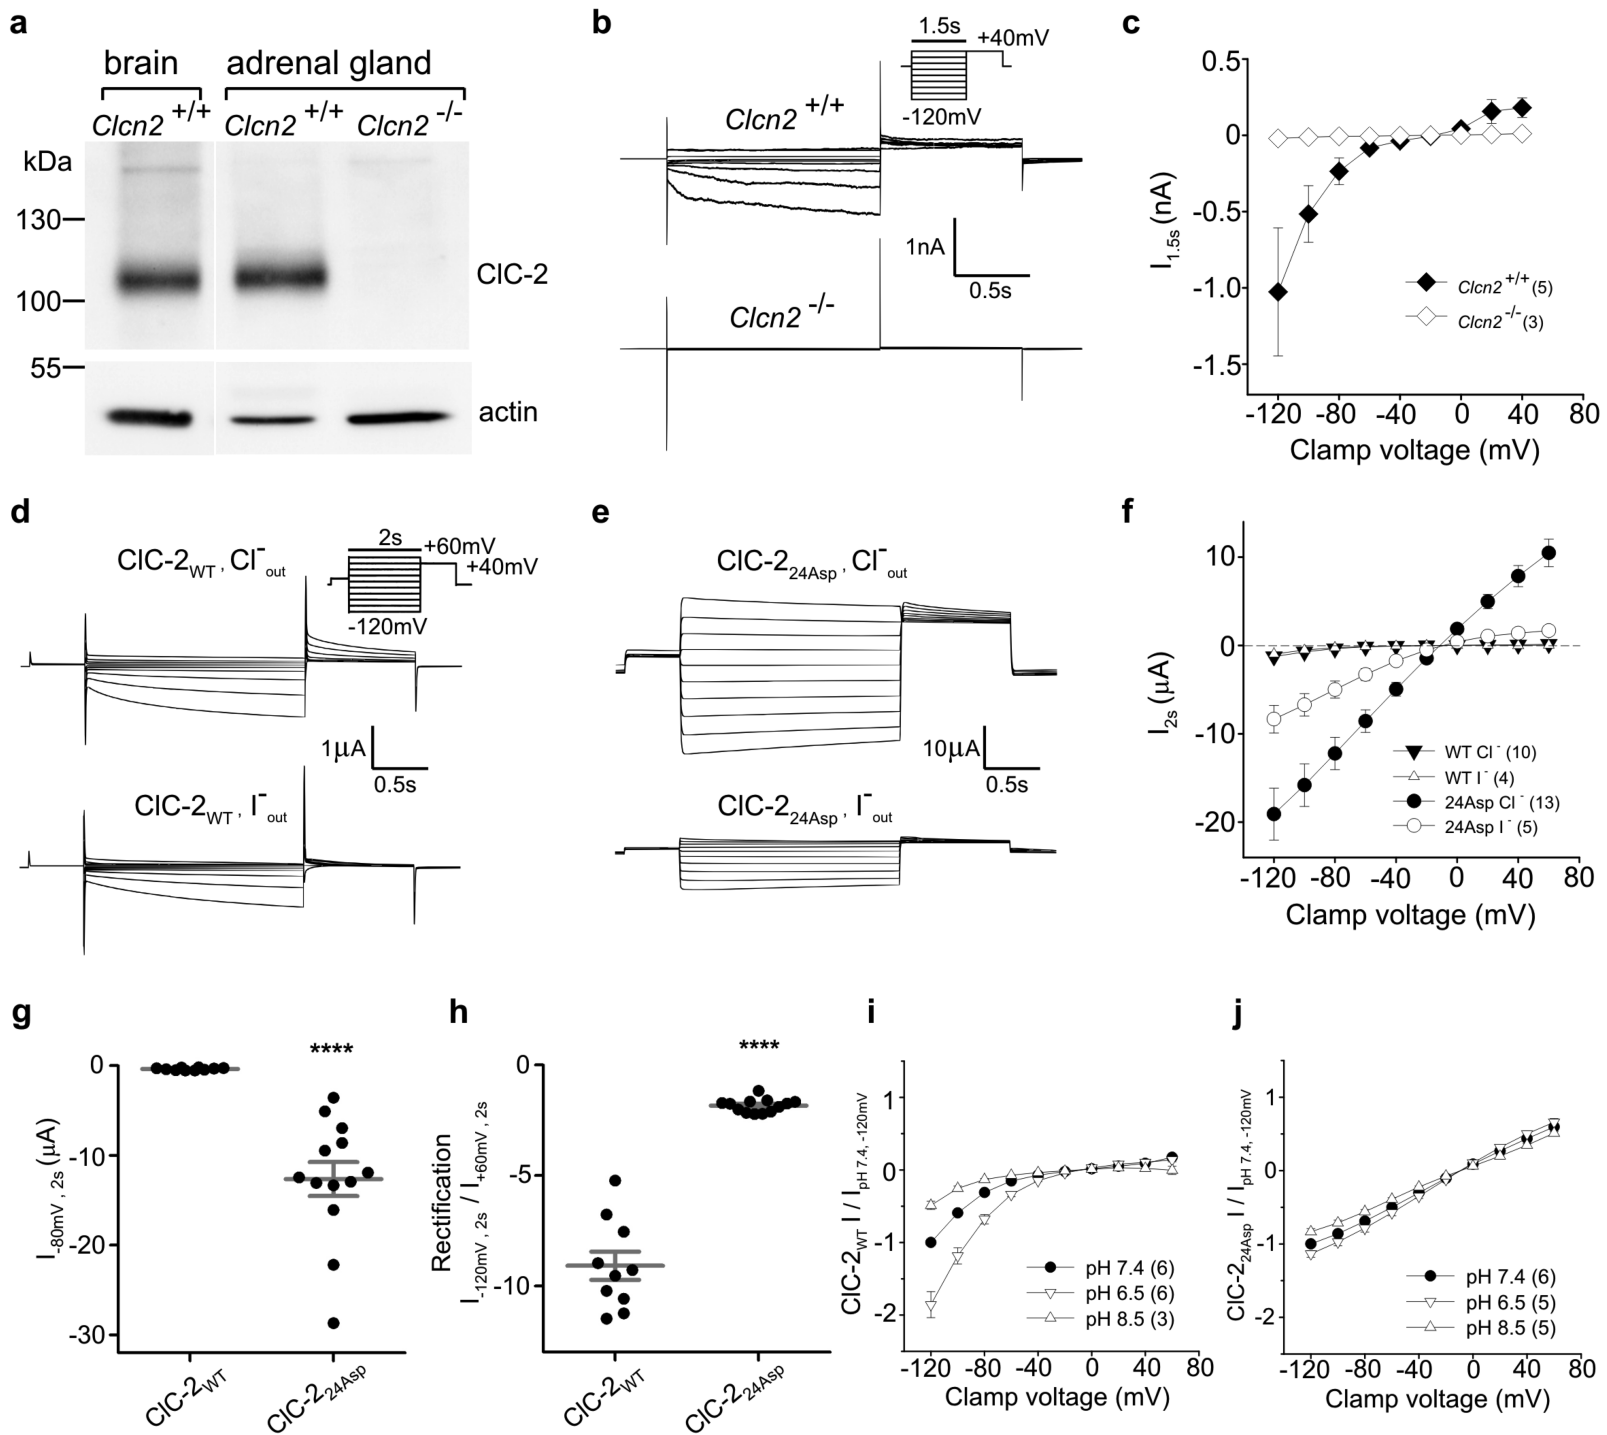 a
brain
adrenal gland
Clcn2 +/+
Clcn2 +/+
Clcn2 -/-
kDa
130
100
55
ClC-2
actin
b
1.5s
+40mV
-120mV
Clcn2 +/+
1nA
0.5s
Clcn2 -/-
c
0.5
0
-0.5
-1.0
-1.5
I1.5s (nA)
Clcn2 +/+ (5)
Clcn2 -/- (3)
-120 -80 -40 0 40 80
Clamp voltage (mV)
d
ClC-2WT , Cl-out
2s
+60mV
+40mV
-120mV
1µA
0.5s
ClC-2WT , I-out
e
ClC-224Asp , Cl-out
10µA
0.5s
ClC-224Asp , I-out
f
10
0
-10
-20
I2s (µA)
WT Cl- (10)
WT I- (4)
24Asp Cl- (13)
24Asp I- (5)
-120 -80 -40 0 40 80
Clamp voltage (mV)
g
****
0
-10
-20
-30
I-80mV , 2s (µA)
ClC-2WT
ClC-224Asp
h
****
0
-5
-10
Rectification
I-120mV , 2s / I+60mV , 2s
ClC-2WT
ClC-224Asp
i
1
0
-1
-2
ClC-2WT I / IpH 7.4, -120mV
pH 7.4 (6)
pH 6.5 (6)
pH 8.5 (3)
-120 -80 -40 0 40 80
Clamp voltage (mV)
j
1
0
-1
-2
ClC-224Asp I / IpH 7.4, -120mV
pH 7.4 (6)
pH 6.5 (5)
pH 8.5 (5)
-120 -80 -40 0 40 80
Clamp voltage (mV)